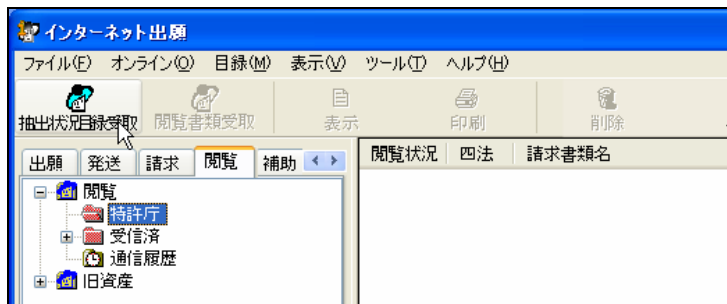 インターネット出願
ファイル(F) オンライン(O) 目録(M) 表示(V) ツール(T) ヘルプ(H)
抽出状況目録受取 閲覧書類受取 表示 印刷 削除
出願 発送 請求 閲覧 補助 閲覧状況 四法 請求書類名
閲覧
特許庁
受信済
通信履歴
旧資産